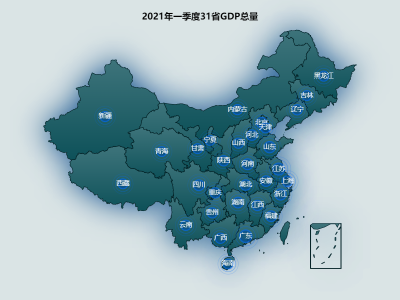 2021年一季度31省GDP总量
黑龙江
吉林
辽宁
内蒙古
北京
天津
河北
新疆
宁夏
山西
山东
青海
甘肃
陕西
河南
江苏
西藏
四川
重庆
湖北
安徽
上海
浙江
湖南
江西
贵州
福建
云南
广西
广东
海南